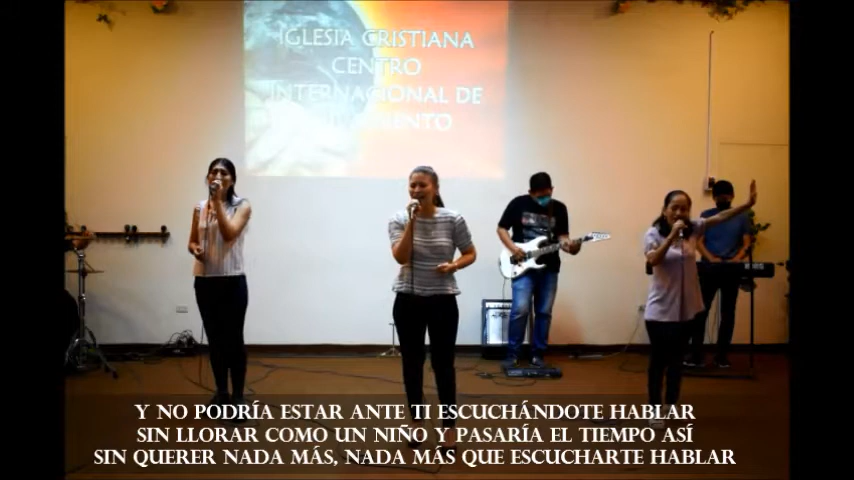 IGLESIA CRISTIANA
CENTRO
INTERNACIONAL DE
Y NO PODRÍA ESTAR ANTE TI ESCUCHÁNDOTE HABLAR
SIN LLORAR COMO UN NIÑO Y PASARÍA EL TIEMPO ASÍ
SIN QUERER NADA MÁS, NADA MÁS QUE ESCUCHARTE HABLAR